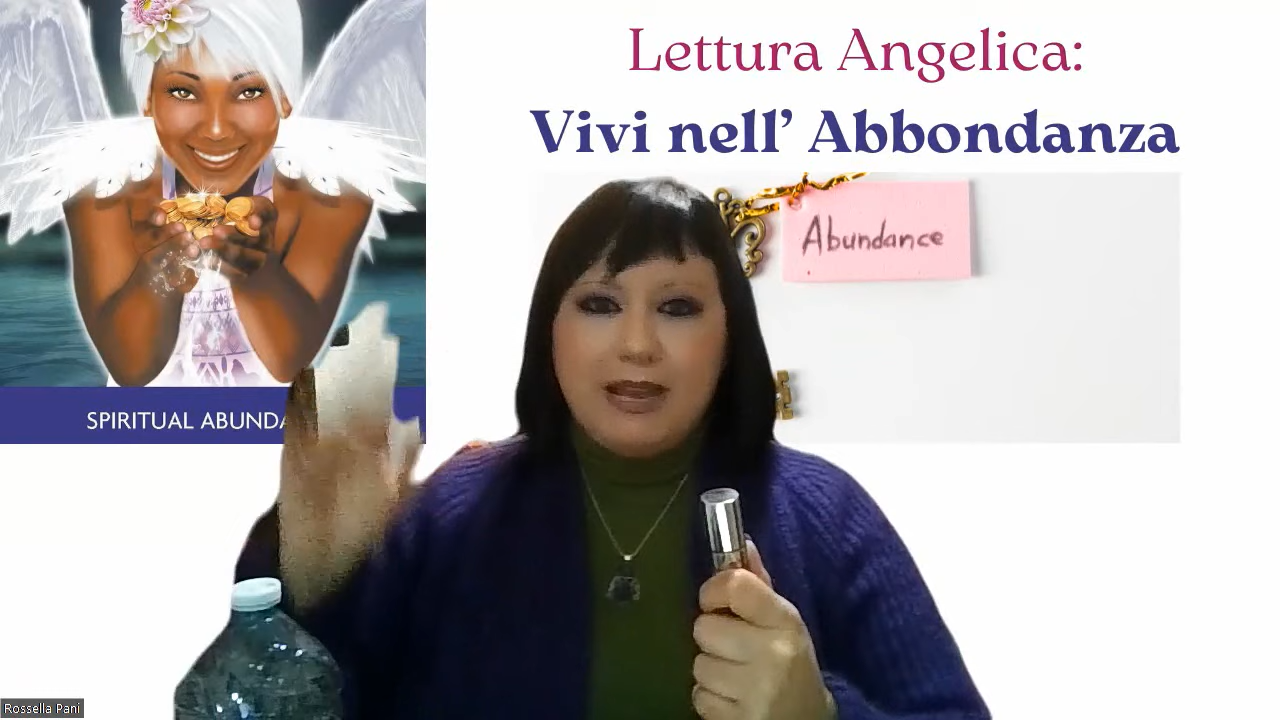 Lettura Angelica:
Vivi nell’ Abbondanza
Abundance
SPIRITUAL ABUNDA
Rossella Pani